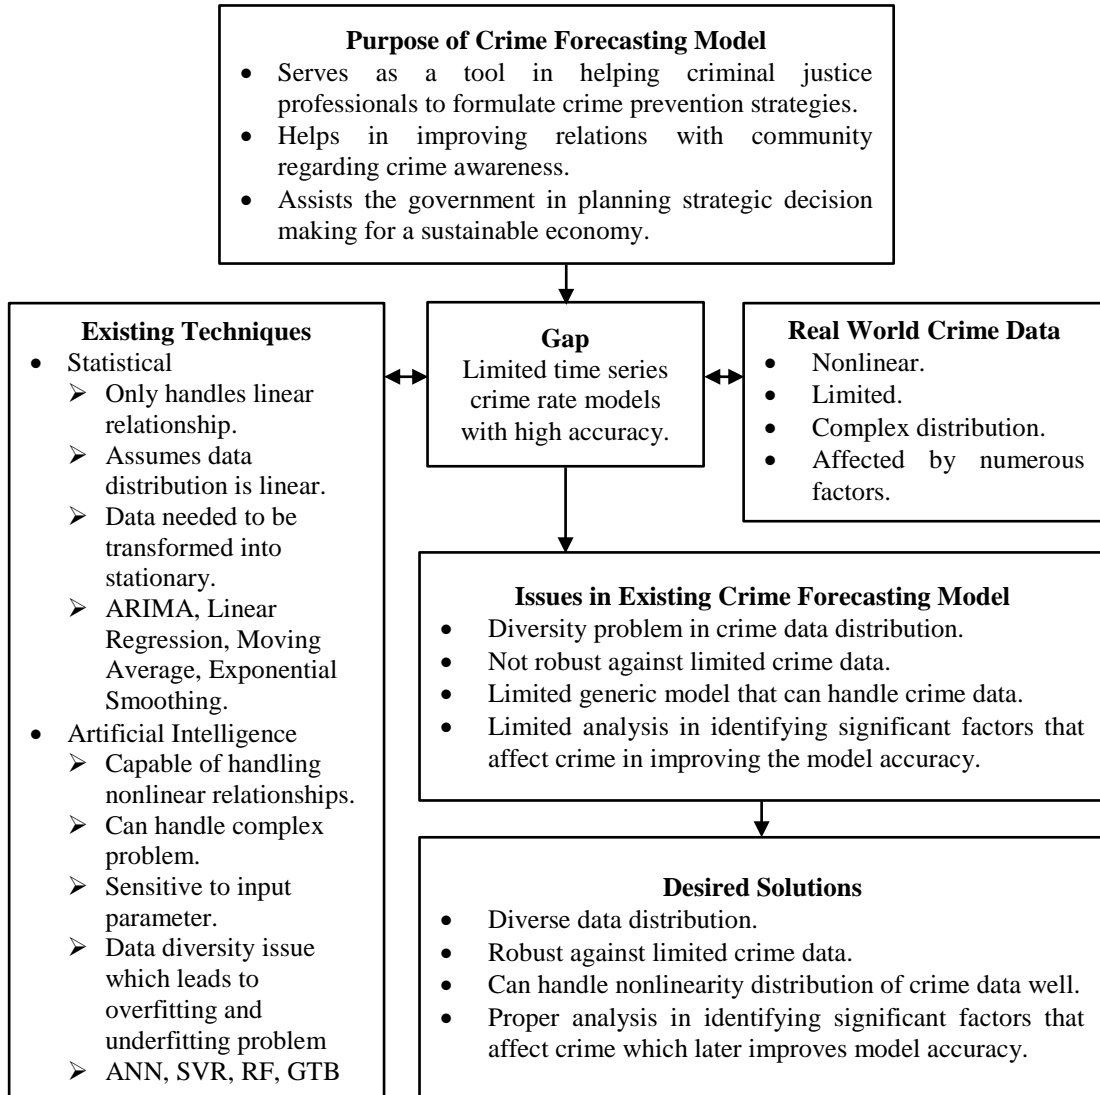 Purpose of Crime Forecasting Model
• Serves as a tool in helping criminal justice
professionals to formulate crime prevention strategies.
• Helps in improving relations with community
regarding crime awareness.
• Assists the government in planning strategic decision
making for a sustainable economy.
Existing Techniques
• Statistical
➢ Only handles linear
relationship.
➢ Assumes data
distribution is linear.
➢ Data needed to be
transformed into
stationary.
➢ ARIMA, Linear
Regression, Moving
Average, Exponential
Smoothing.
• Artificial Intelligence
➢ Capable of handling
nonlinear relationships.
➢ Can handle complex
problem.
➢ Sensitive to input
parameter.
➢ Data diversity issue
which leads to
overfitting and
underfitting problem
➢ ANN, SVR, RF, GTB
Gap
Limited time series
crime rate models
with high accuracy.
Real World Crime Data
• Nonlinear.
• Limited.
• Complex distribution.
• Affected by numerous
factors.
Issues in Existing Crime Forecasting Model
• Diversity problem in crime data distribution.
• Not robust against limited crime data.
• Limited generic model that can handle crime data.
• Limited analysis in identifying significant factors that
affect crime in improving the model accuracy.
Desired Solutions
• Diverse data distribution.
• Robust against limited crime data.
• Can handle nonlinearity distribution of crime data well.
• Proper analysis in identifying significant factors that
affect crime which later improves model accuracy.